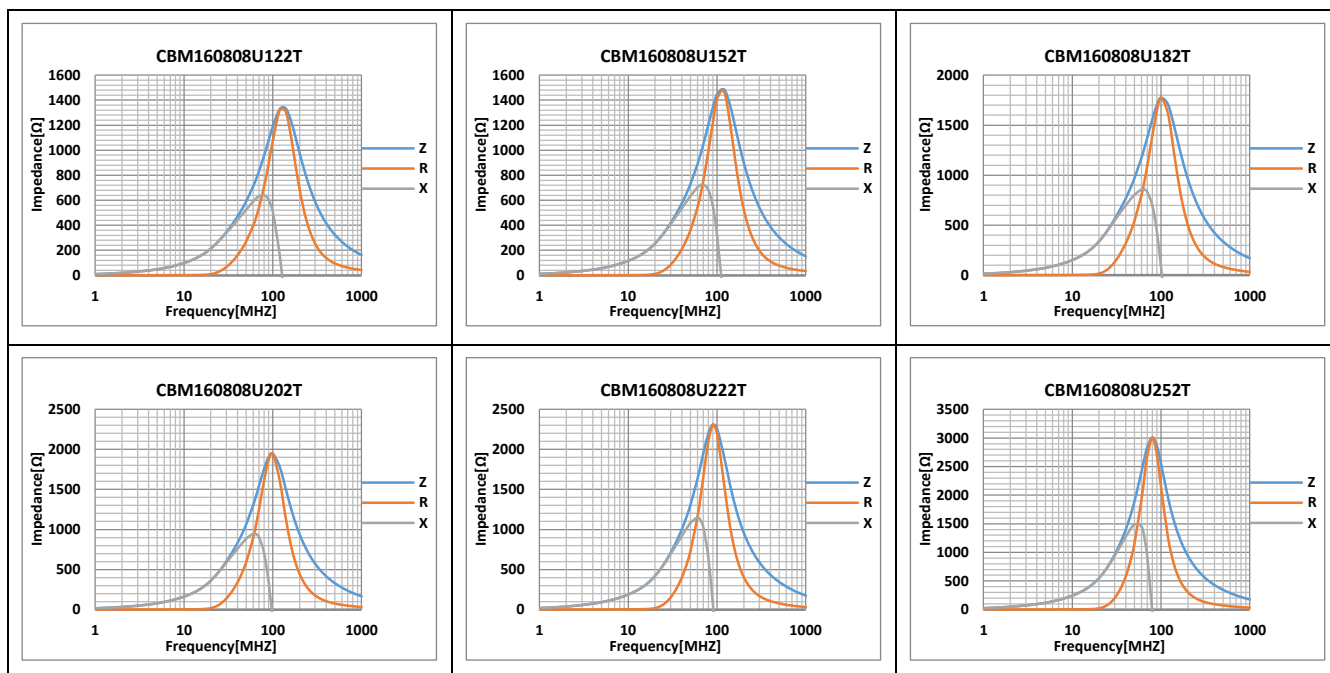 CBM160808U122T
1600
1400
1200
1000
800
600
400
200
0
Impedance[Ω]
1 10 100 1000
Frequency[MHZ]
Z
R
X
CBM160808U152T
1600
1400
1200
1000
800
600
400
200
0
Impedance[Ω]
1 10 100 1000
Frequency[MHZ]
Z
R
X
CBM160808U182T
2000
1500
1000
500
0
Impedance[Ω]
1 10 100 1000
Frequency[MHZ]
Z
R
X
CBM160808U202T
2500
2000
1500
1000
500
0
Impedance[Ω]
1 10 100 1000
Frequency[MHZ]
Z
R
X
CBM160808U222T
2500
2000
1500
1000
500
0
Impedance[Ω]
1 10 100 1000
Frequency[MHZ]
Z
R
X
CBM160808U252T
3500
3000
2500
2000
1500
1000
500
0
Impedance[Ω]
1 10 100 1000
Frequency[MHZ]
Z
R
X